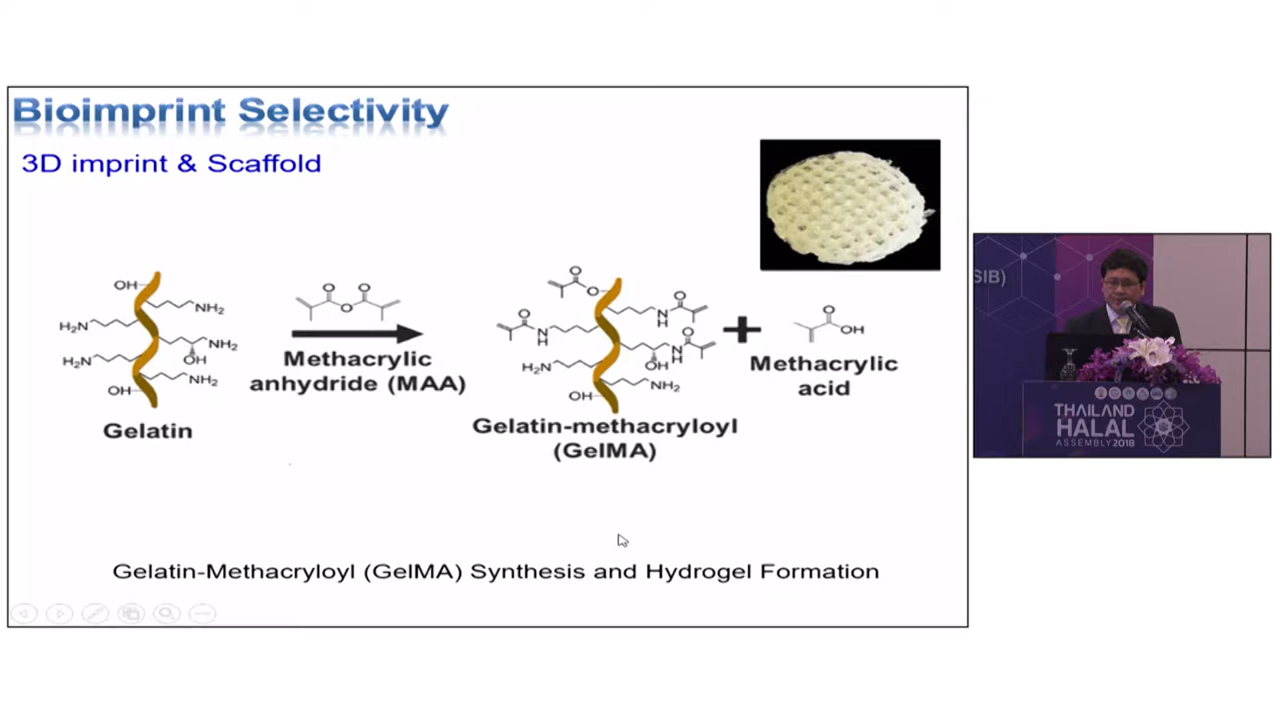 Bioimprint Selectivity
3D imprint & Scaffold
OH
NH2
H2N
NH2
H2N
OH
NH2
OH
Gelatin
O
O
O
Methacrylic
anhydride (MAA)
O
O
O
N
H
O
N
H
O
NH
OH
H2N
NH2
OH
Gelatin-methacryloyl
(GelMA)
+
O
OH
Methacrylic
acid
Gelatin-Methacryloyl (GelMA) Synthesis and Hydrogel Formation
SIB)
THAILAND
HALAL
ASSEMBLY 2018